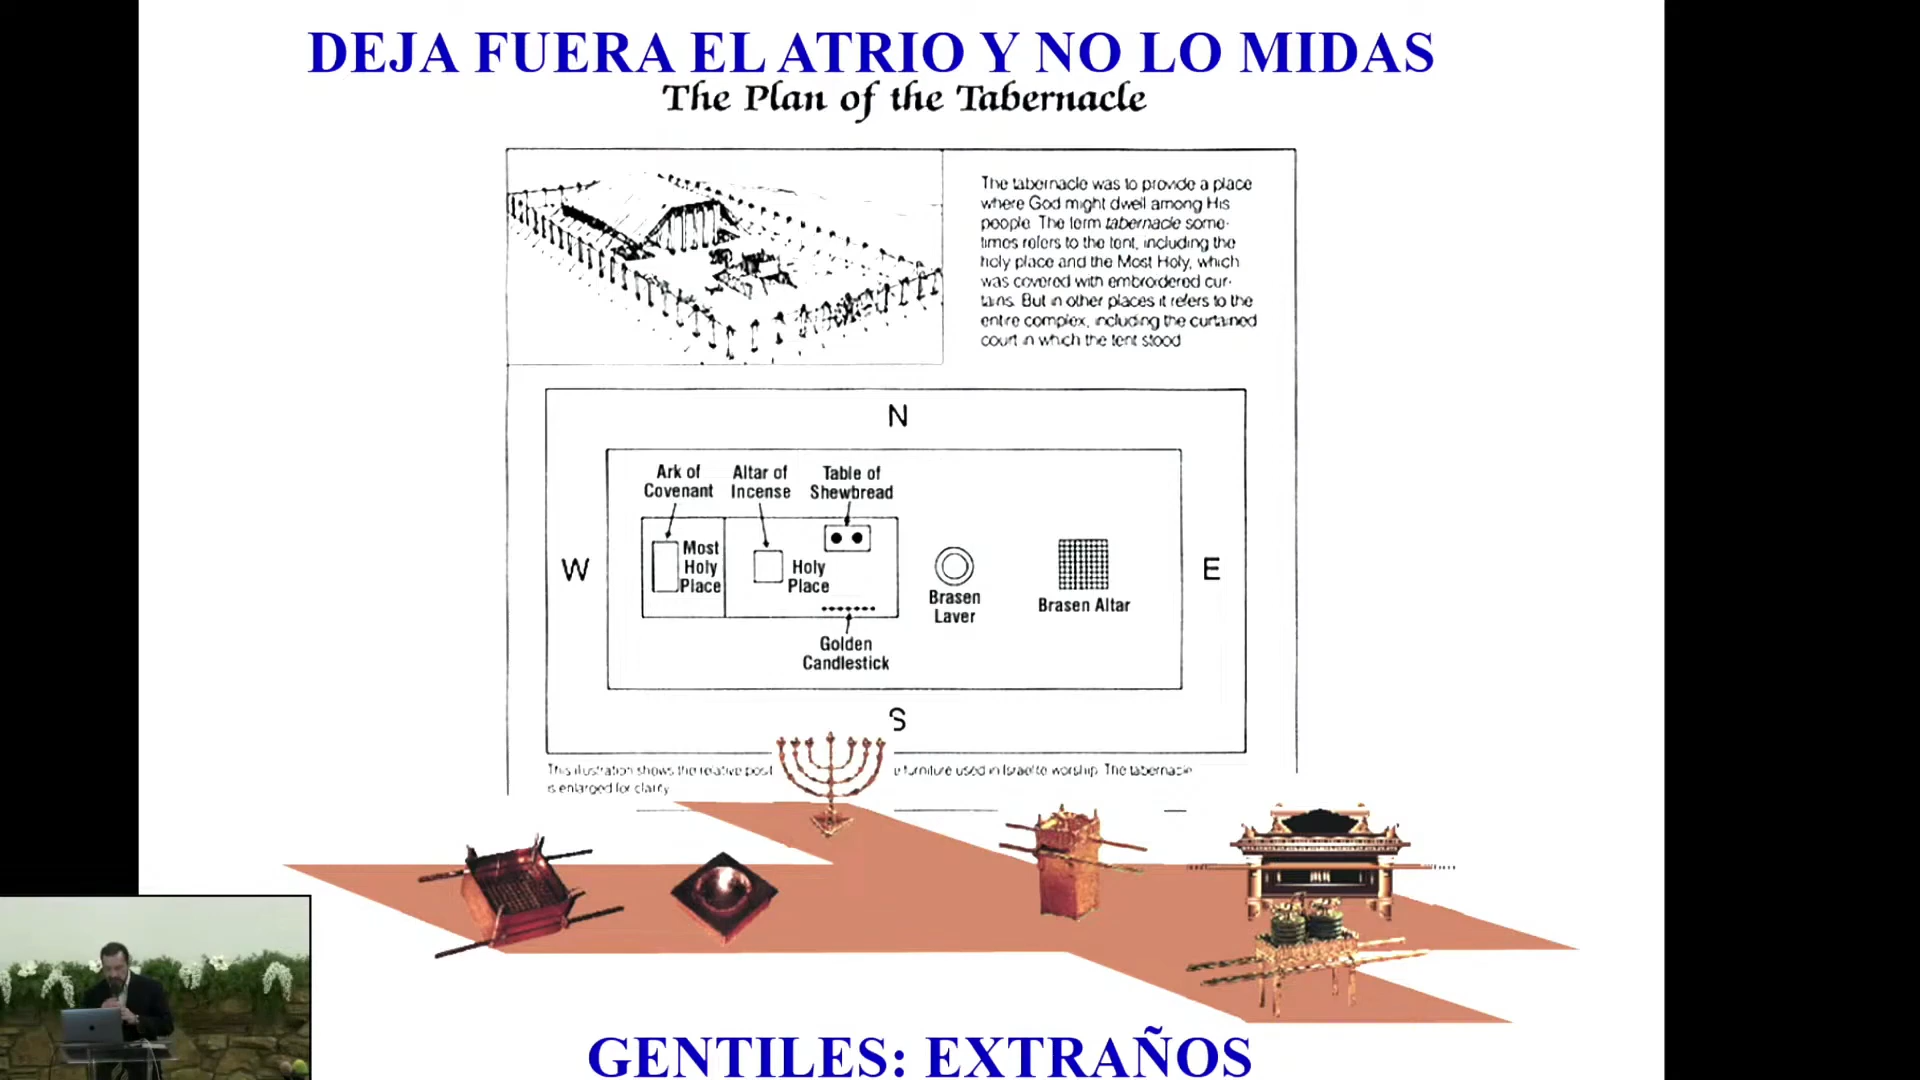 DEJA FUERA EL ATRIO Y NO LO MIDAS
The Plan of the Tabernacle
The tabernacle was to provide a place
where God might dwell among His
people. The term tabernacle some-
times refers to the tent, including the
holy place and the Most Holy, which
was covered with embroidered cur-
tains. But in other places it refers to the
entire complex, including the curtained
court in which the tent stood
N
Ark of
Covenant
Altar of
Incense
Table of
Shewbread
Most
Holy
Place
Holy
Place
W
E
Brasen
Laver
Brasen Altar
Golden
Candlestick
S
This illustration shows the relative posit e furniture used in Israelite worship. The tabernacle
is enlarged for clarity
GENTILES: EXTRAÑOS